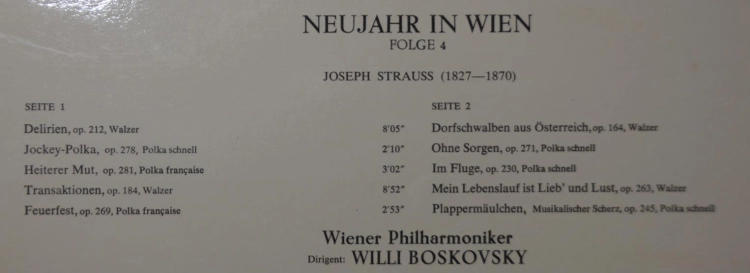 NEUJAHR IN WIEN
FOLGE 4
JOSEPH STRAUSS (1827—1870)
SEITE 1
Delirien, op. 212, Walzer 8'05"
Jockey-Polka, op. 278, Polka schnell 2'10"
Heiterer Mut, op. 281, Polka française 3'02"
Transaktionen, op. 184, Walzer 8'52"
Feuerfest, op. 269, Polka française 2'53"
SEITE 2
Dorfschwalben aus Österreich, op. 164, Walzer
Ohne Sorgen, op. 271, Polka schnell
Im Fluge, op. 230, Polka schnell
Mein Lebenslauf ist Lieb' und Lust, op. 263, Walzer
Plappermäulchen, Musikalischer Scherz, op. 245, Polka schnell
Wiener Philharmoniker
Dirigent: WILLI BOSKOVSKY